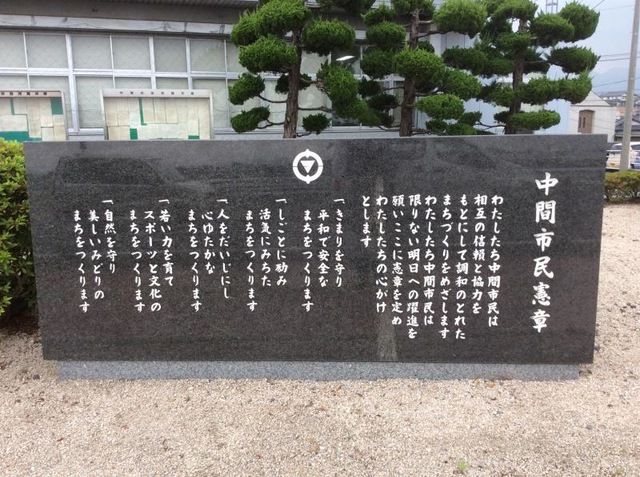 中間市民憲章
わたしたち中間市民は
相互の信頼と協力を
もとにして調和のとれた
まちづくりをめざします
わたしたち中間市民は
限りない明日への躍進を
願いここに憲章を定め
わたしたちの心がけ
とします
一きまりを守り
平和で安全な
まちをつくります
一しごとに励み
活気にみちた
まちをつくります
一人をだいじにし
心ゆたかな
まちをつくります
一若い力を育て
スポーツと文化の
まちをつくります
一自然を守り
美しいみどりの
まちをつくります